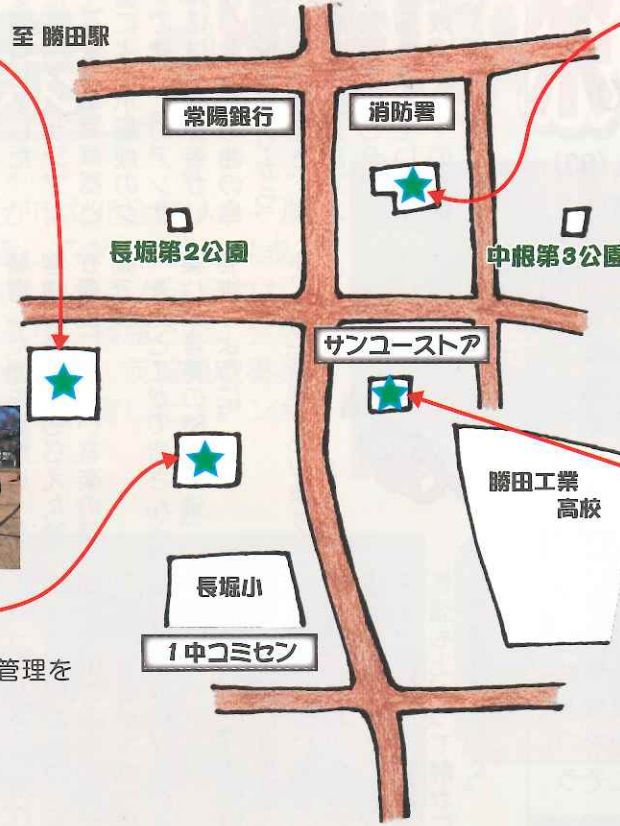 至 勝田駅
常陽銀行
消防署
長堀第2公園
中根第3公園
サンユーストア
勝田工業
高校
長堀小
1中コミセン
管理を